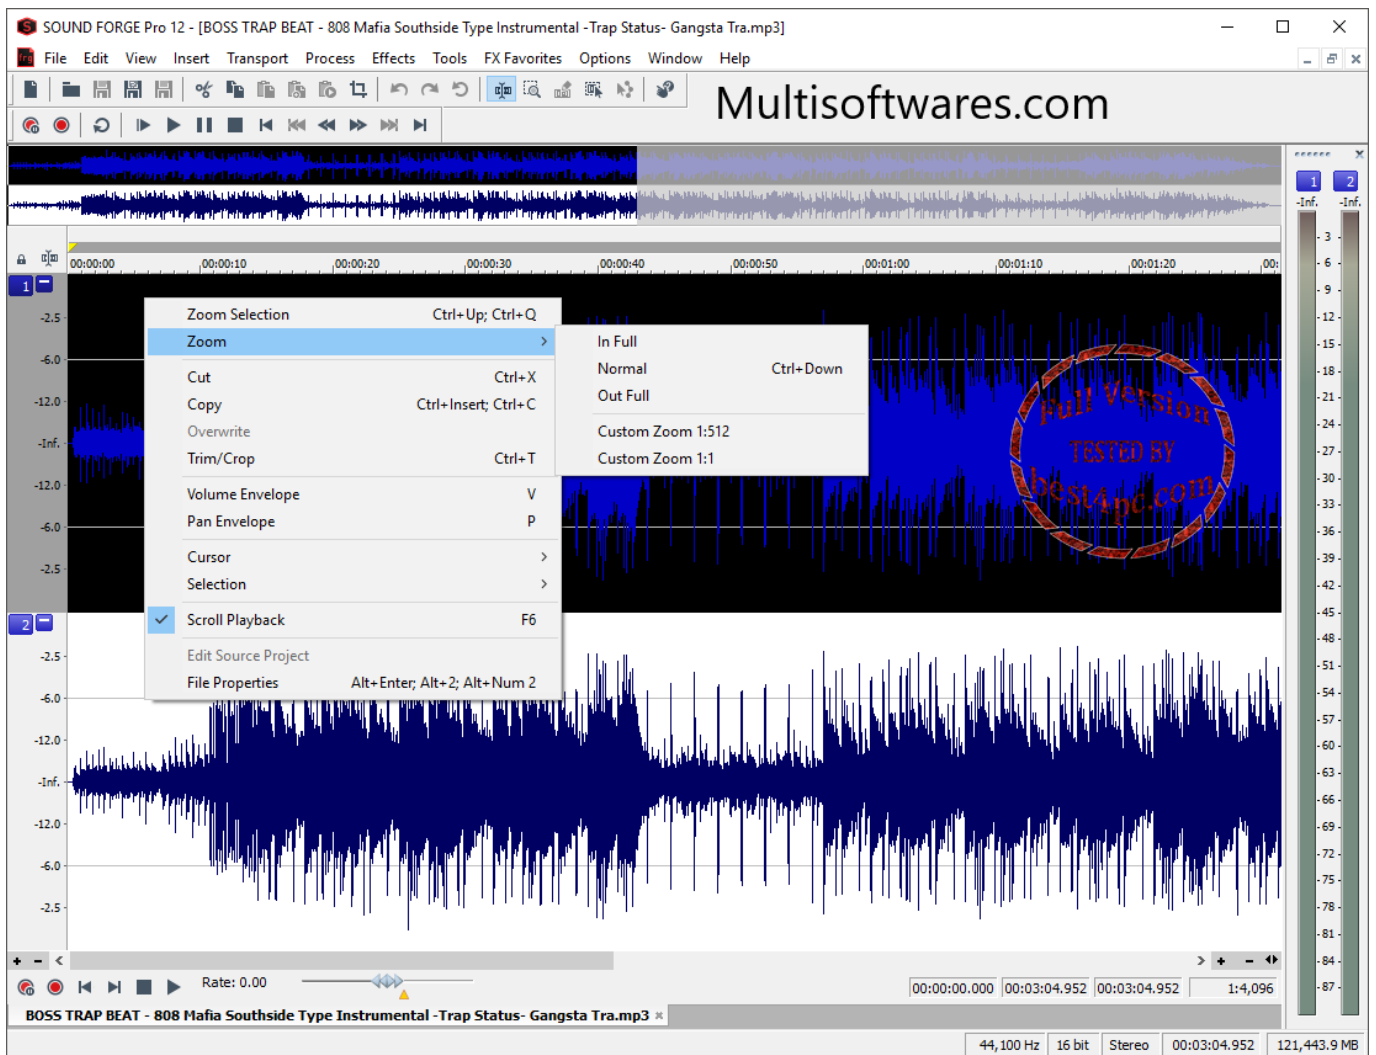 SOUND FORGE Pro 12 - [BOSS TRAP BEAT - 808 Mafia Southside Type Instrumental -Trap Status- Gangsta Tra.mp3]
File Edit View Insert Transport Process Effects Tools FX Favorites Options Window Help
Multisoftwares.com
1 2
-Inf. -Inf.
00:00:00 00:00:10 00:00:20 00:00:30 00:00:40 00:00:50 00:01:00 00:01:10 00:01:20 00:
1
-2.5
-6.0
-12.0
-Inf.
-12.0
-6.0
-2.5
Zoom Selection Ctrl+Up; Ctrl+Q
Zoom
Cut Ctrl+X
Copy Ctrl+Insert; Ctrl+C
Overwrite
Trim/Crop Ctrl+T
Volume Envelope V
Pan Envelope P
Cursor
Selection
Scroll Playback F6
Edit Source Project
File Properties Alt+Enter; Alt+2; Alt+Num 2
In Full
Normal Ctrl+Down
Out Full
Custom Zoom 1:512
Custom Zoom 1:1
Full Version
TESTED BY
best4pc.com
2
-2.5
-6.0
-12.0
-Inf.
-12.0
-6.0
-2.5
- 3 -
- 6 -
- 9 -
- 12 -
- 15 -
- 18 -
- 21 -
- 24 -
- 27 -
- 30 -
- 33 -
- 36 -
- 39 -
- 42 -
- 45 -
- 48 -
- 51 -
- 54 -
- 57 -
- 60 -
- 63 -
- 66 -
- 69 -
- 72 -
- 75 -
- 78 -
- 81 -
- 84 -
- 87 -
Rate: 0.00
00:00:00.000 00:03:04.952 00:03:04.952 1:4,096
BOSS TRAP BEAT - 808 Mafia Southside Type Instrumental -Trap Status- Gangsta Tra.mp3
44,100 Hz 16 bit Stereo 00:03:04.952 121,443.9 MB